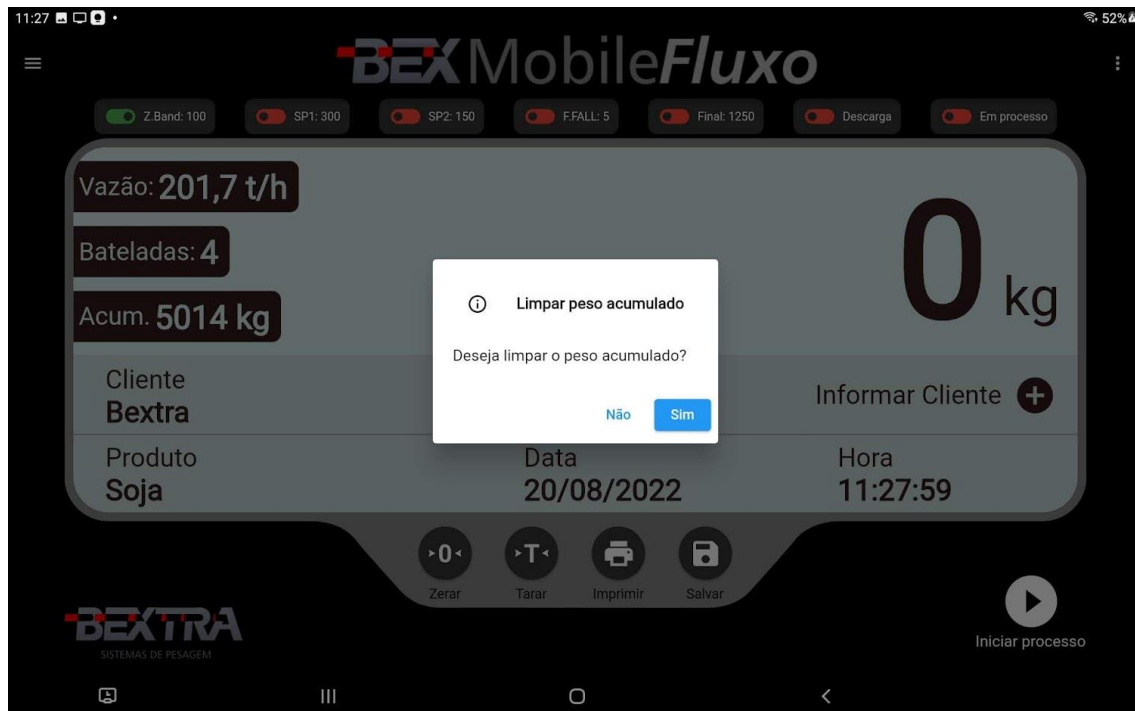 11:27
52%
BEX MobileFluxo
Z.Band: 100
SP1: 300
SP2: 150
F.FALL: 5
Final: 1250
Descarga
Em processo
Vazão: 201,7 t/h
Bateladas: 4
Acum. 5014 kg
0 kg
Limpar peso acumulado
Deseja limpar o peso acumulado?
Não
Sim
Cliente
Bextra
Informar Cliente
Produto
Soja
Data
20/08/2022
Hora
11:27:59
>0<
>T<
Zerar
Tarar
Imprimir
Salvar
BEXTRA
SISTEMAS DE PESAGEM
Iniciar processo